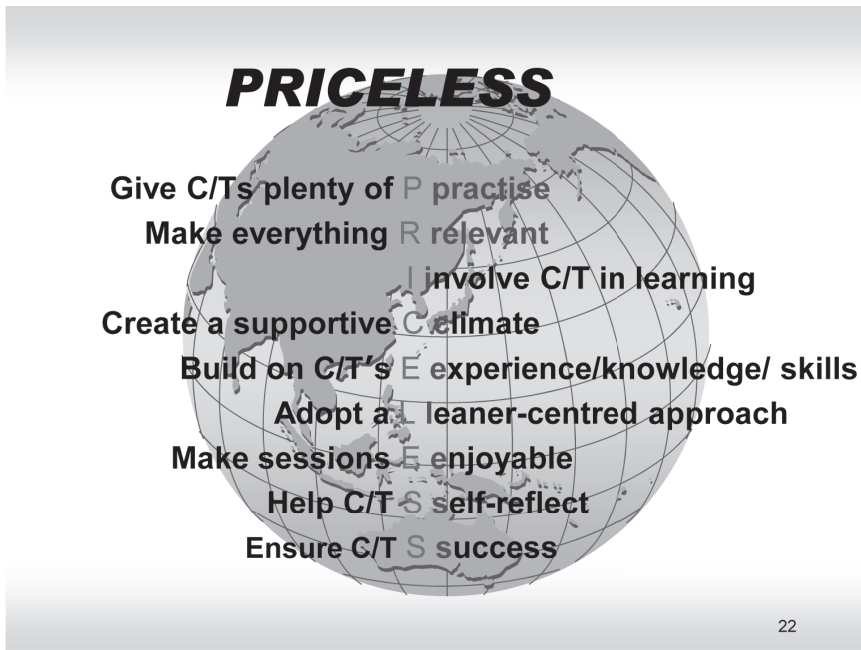 PRICELESS
Give C/Ts plenty of P practise
Make everything R relevant
I involve C/T in learning
Create a supportive C climate
Build on C/T's E experience/knowledge/ skills
Adopt a L leaner-centred approach
Make sessions E enjoyable
Help C/T S self-reflect
Ensure C/T S success
22